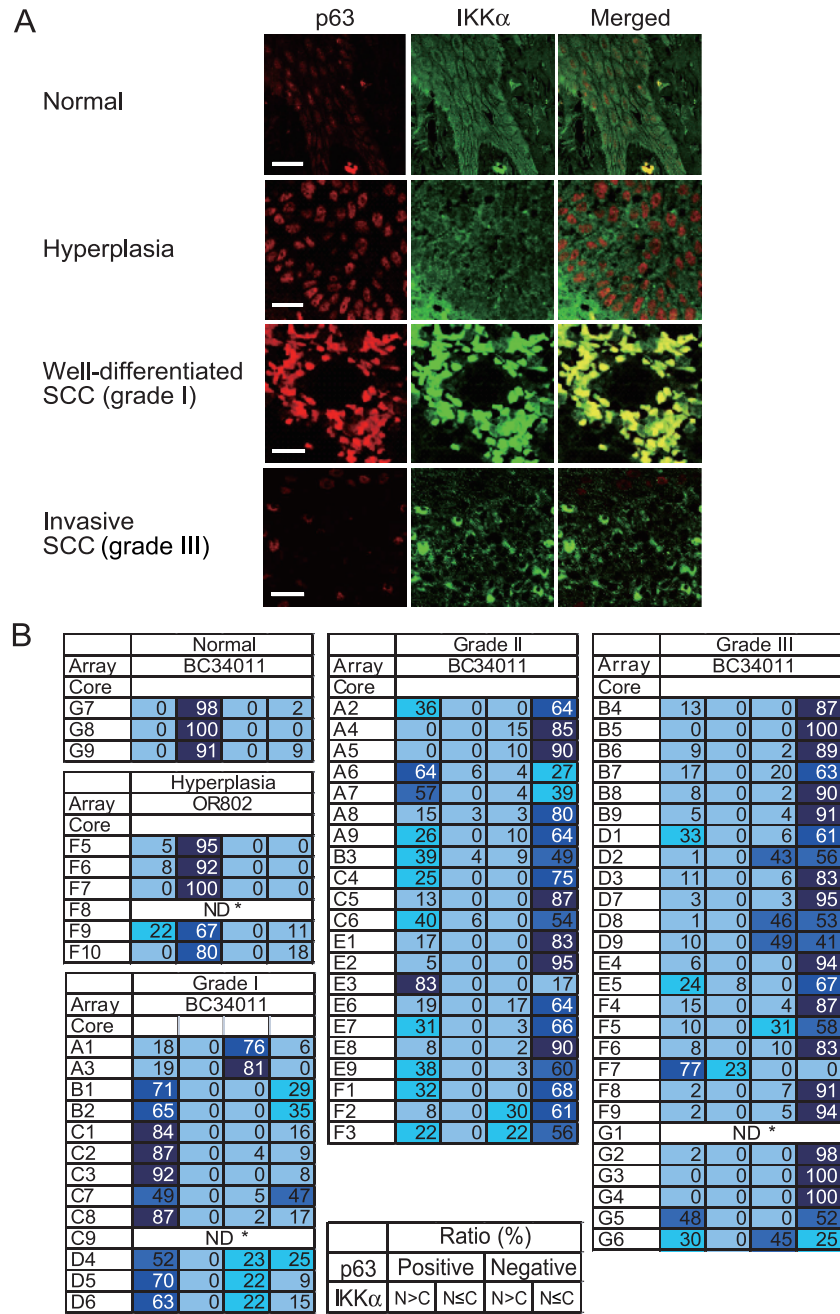 A
p63 IKKα Merged
Normal
Hyperplasia
Well-differentiated
SCC (grade I)
Invasive
SCC (grade III)
B
Normal
Array BC34011
Core
G7 0 98 0 2
G8 0 100 0 0
G9 0 91 0 9
Hyperplasia
Array OR802
Core
F5 5 95 0 0
F6 8 92 0 0
F7 0 100 0 0
F8 ND *
F9 22 67 0 11
F10 0 80 0 18
Grade I
Array BC34011
Core
A1 18 0 76 6
A3 19 0 81 0
B1 71 0 0 29
B2 65 0 0 35
C1 84 0 0 16
C2 87 0 4 9
C3 92 0 0 8
C7 49 0 5 47
C8 87 0 2 17
C9 ND *
D4 52 0 23 25
D5 70 0 22 9
D6 63 0 22 15
Grade II
Array BC34011
Core
A2 36 0 0 64
A4 0 0 15 85
A5 0 0 10 90
A6 64 6 4 27
A7 57 0 4 39
A8 15 3 3 80
A9 26 0 10 64
B3 39 4 9 49
C4 25 0 0 75
C5 13 0 0 87
C6 40 6 0 54
E1 17 0 0 83
E2 5 0 0 95
E3 83 0 0 17
E6 19 0 17 64
E7 31 0 3 66
E8 8 0 2 90
E9 38 0 3 60
F1 32 0 0 68
F2 8 0 30 61
F3 22 0 22 56
Ratio (%)
p63 Positive Negative
IKKα N>C N≤C N>C N≤C
Grade III
Array BC34011
Core
B4 13 0 0 87
B5 0 0 0 100
B6 9 0 2 89
B7 17 0 20 63
B8 8 0 2 90
B9 5 0 4 91
D1 33 0 6 61
D2 1 0 43 56
D3 11 0 6 83
D7 3 0 3 95
D8 1 0 46 53
D9 10 0 49 41
E4 6 0 0 94
E5 24 8 0 67
F4 15 0 4 87
F5 10 0 31 58
F6 8 0 10 83
F7 77 23 0 0
F8 2 0 7 91
F9 2 0 5 94
G1 ND *
G2 2 0 0 98
G3 0 0 0 100
G4 0 0 0 100
G5 48 0 0 52
G6 30 0 45 25